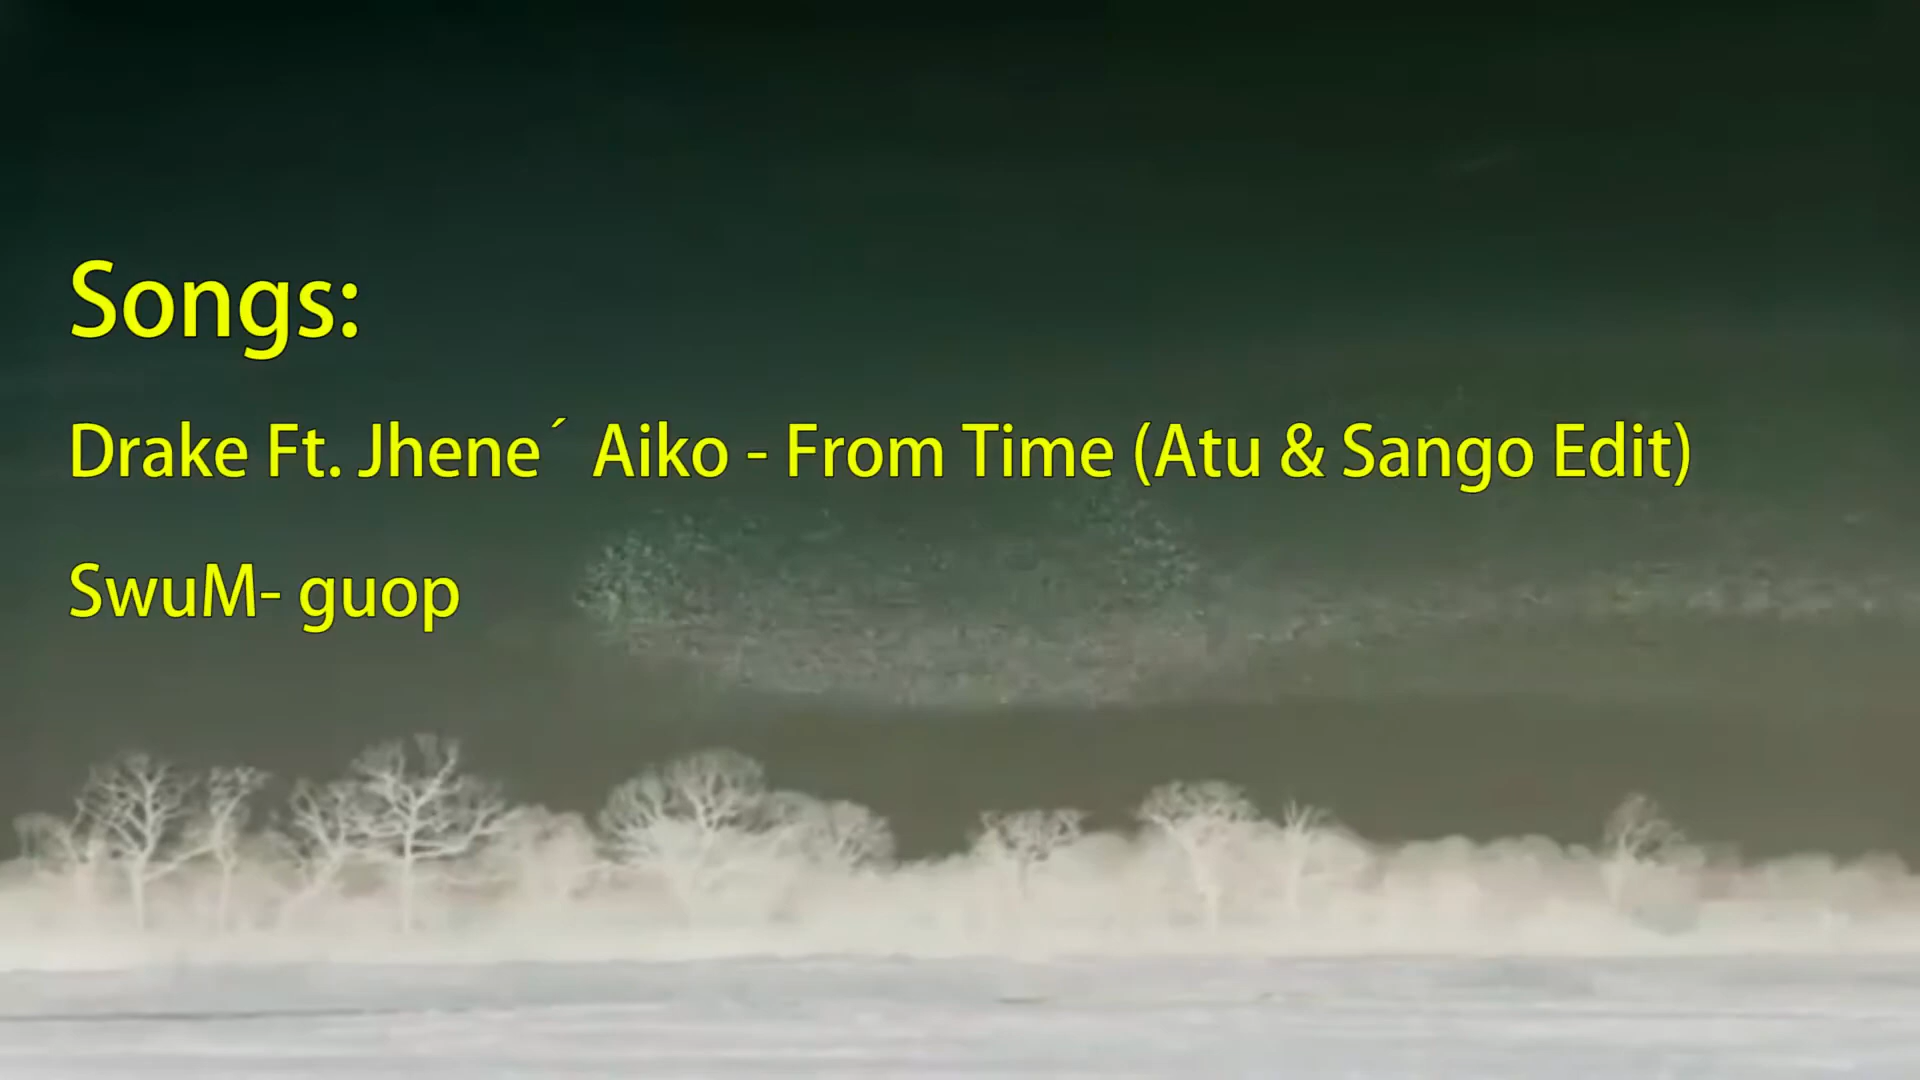 Songs:
Drake Ft. Jhene´ Aiko - From Time (Atu & Sango Edit)
SwuM- guop